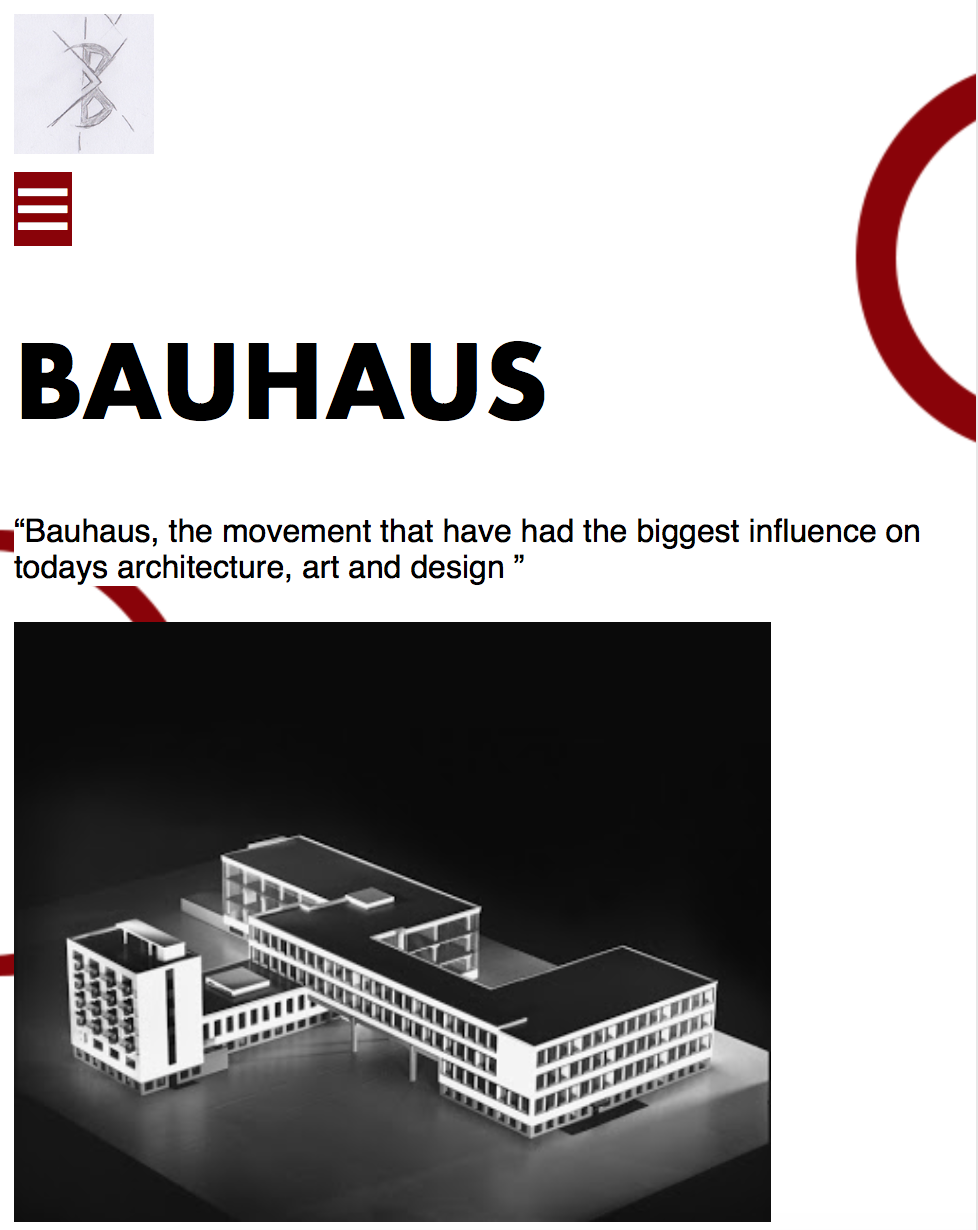 B
BAUHAUS
“Bauhaus, the movement that have had the biggest influence on
todays architecture, art and design ”